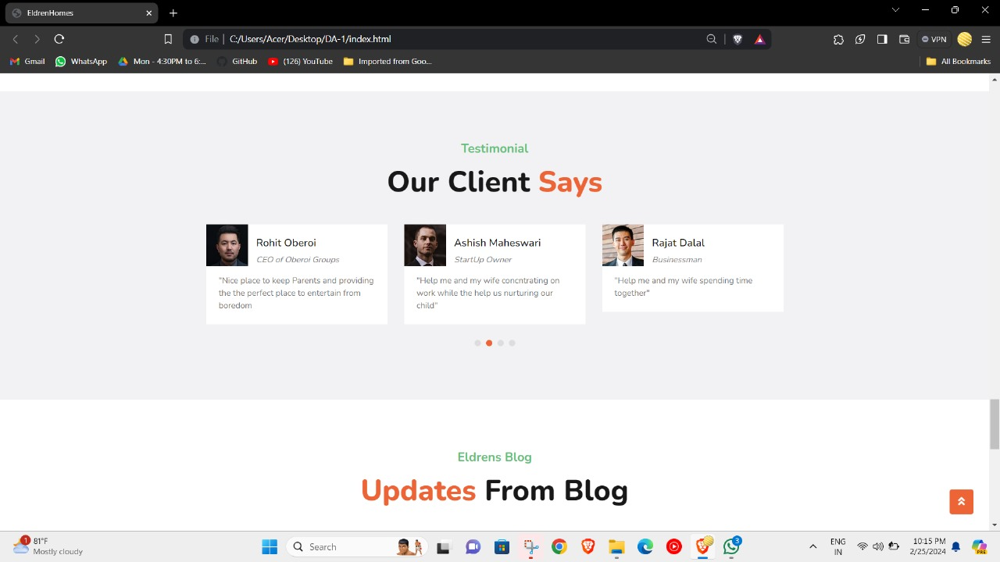 EldrenHomes
File
C:/Users/Acer/Desktop/DA-1/index.html
VPN
Gmail
WhatsApp
Mon - 4:30PM to 6:...
GitHub
(126) YouTube
Imported from Goo...
All Bookmarks
Testimonial
Our Client Says
Rohit Oberoi
CEO of Oberoi Groups
"Nice place to keep Parents and providing
the the perfect place to entertain from
boredom
Ashish Maheswari
StartUp Owner
"Help me and my wife concntrating on
work while the help us nurturing our
child"
Rajat Dalal
Businessman
"Help me and my wife spending time
together"
Eldrens Blog
Updates From Blog
1
81°F
Mostly cloudy
Search
3
ENG
IN
10:15 PM
2/25/2024
PRE